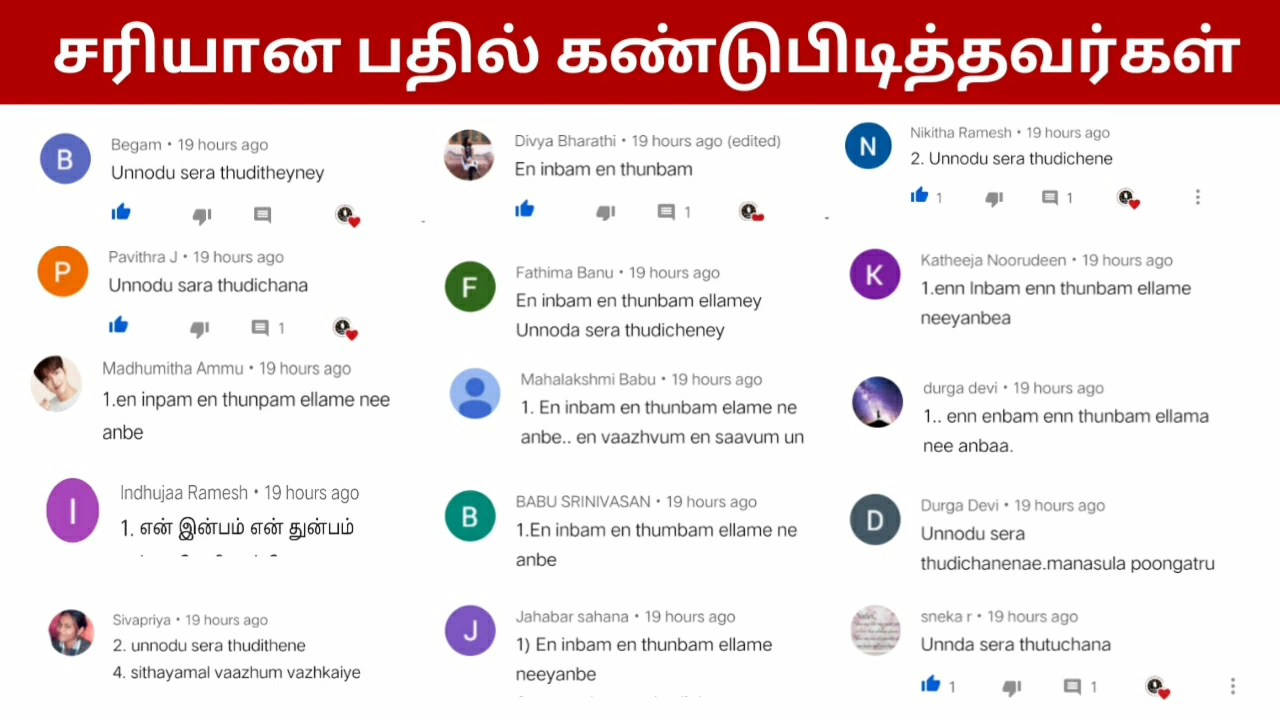 சரியான பதில் கண்டுபிடித்தவர்கள்
B
Begam • 19 hours ago
Unnodu sera thuditheyney
P
Pavithra J • 19 hours ago
Unnodu sara thudichana
1
Madhumitha Ammu • 19 hours ago
1.en inpam en thunpam ellame nee
anbe
I
Indhujaa Ramesh • 19 hours ago
1. என் இன்பம் என் துன்பம்
Sivapriya • 19 hours ago
2. unnodu sera thudithene
4. sithayamal vaazhum vazhkaiye
Divya Bharathi • 19 hours ago (edited)
En inbam en thunbam
1
F
Fathima Banu • 19 hours ago
En inbam en thunbam ellamey
Unnoda sera thudicheney
Mahalakshmi Babu • 19 hours ago
1. En inbam en thunbam elame ne
anbe.. en vaazhvum en saavum un
B
BABU SRINIVASAN • 19 hours ago
1.En inbam en thumbam ellame ne
anbe
J
Jahabar sahana • 19 hours ago
1) En inbam en thunbam ellame
neeyanbe
N
Nikitha Ramesh • 19 hours ago
2. Unnodu sera thudichene
1 1
K
Katheeja Noorudeen • 19 hours ago
1.enn Inbam enn thunbam ellame
neeyanbea
durga devi • 19 hours ago
1.. enn enbam enn thunbam ellama
nee anbaa.
D
Durga Devi • 19 hours ago
Unnodu sera
thudichanenae.manasula poongatru
sneka r • 19 hours ago
Unnda sera thutuchana
1 1